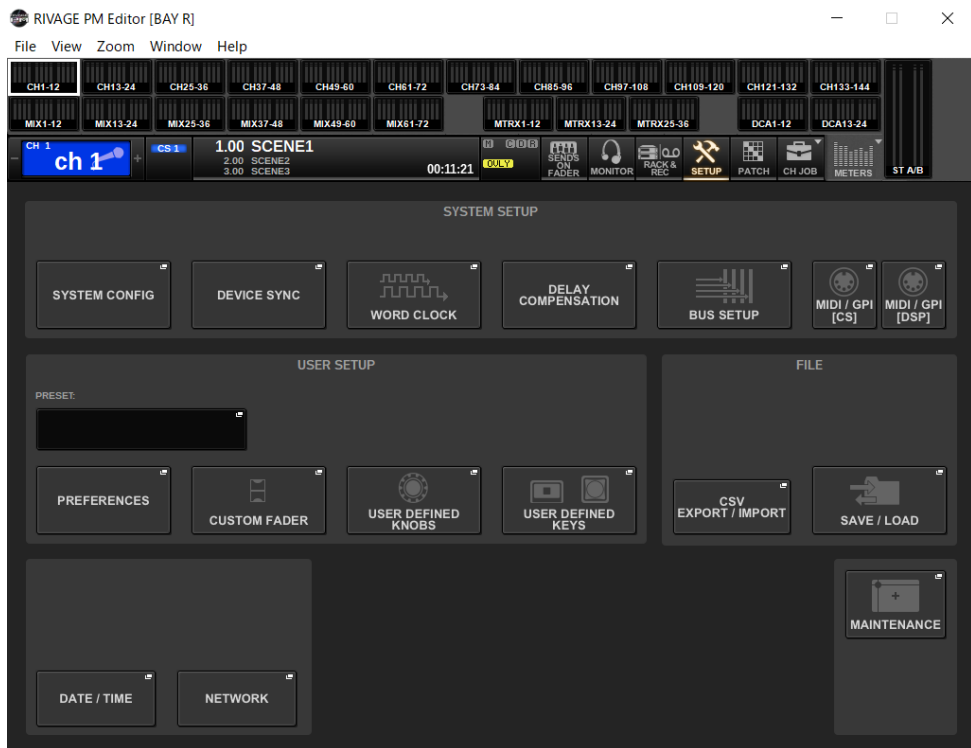 RIVAGE PM Editor [BAY R]
File View Zoom Window Help
CH1-12 CH13-24 CH25-36 CH37-48 CH49-60 CH61-72 CH73-84 CH85-96 CH97-108 CH109-120 CH121-132 CH133-144
MIX1-12 MIX13-24 MIX25-36 MIX37-48 MIX49-60 MIX61-72 MTRX1-12 MTRX13-24 MTRX25-36 DCA1-12 DCA13-24
ST A/B
CH 1
ch 1
CS 1
1.00 SCENE1
2.00 SCENE2
3.00 SCENE3
00:11:21
SENDS
ON
FADER
MONITOR
RACK &
REC
SETUP
PATCH
CH JOB
METERS
SYSTEM SETUP
SYSTEM CONFIG
DEVICE SYNC
WORD CLOCK
DELAY
COMPENSATION
BUS SETUP
MIDI / GPI
[CS]
MIDI / GPI
[DSP]
USER SETUP
PRESET:
PREFERENCES
CUSTOM FADER
USER DEFINED
KNOBS
USER DEFINED
KEYS
FILE
CSV
EXPORT / IMPORT
SAVE / LOAD
DATE / TIME
NETWORK
MAINTENANCE